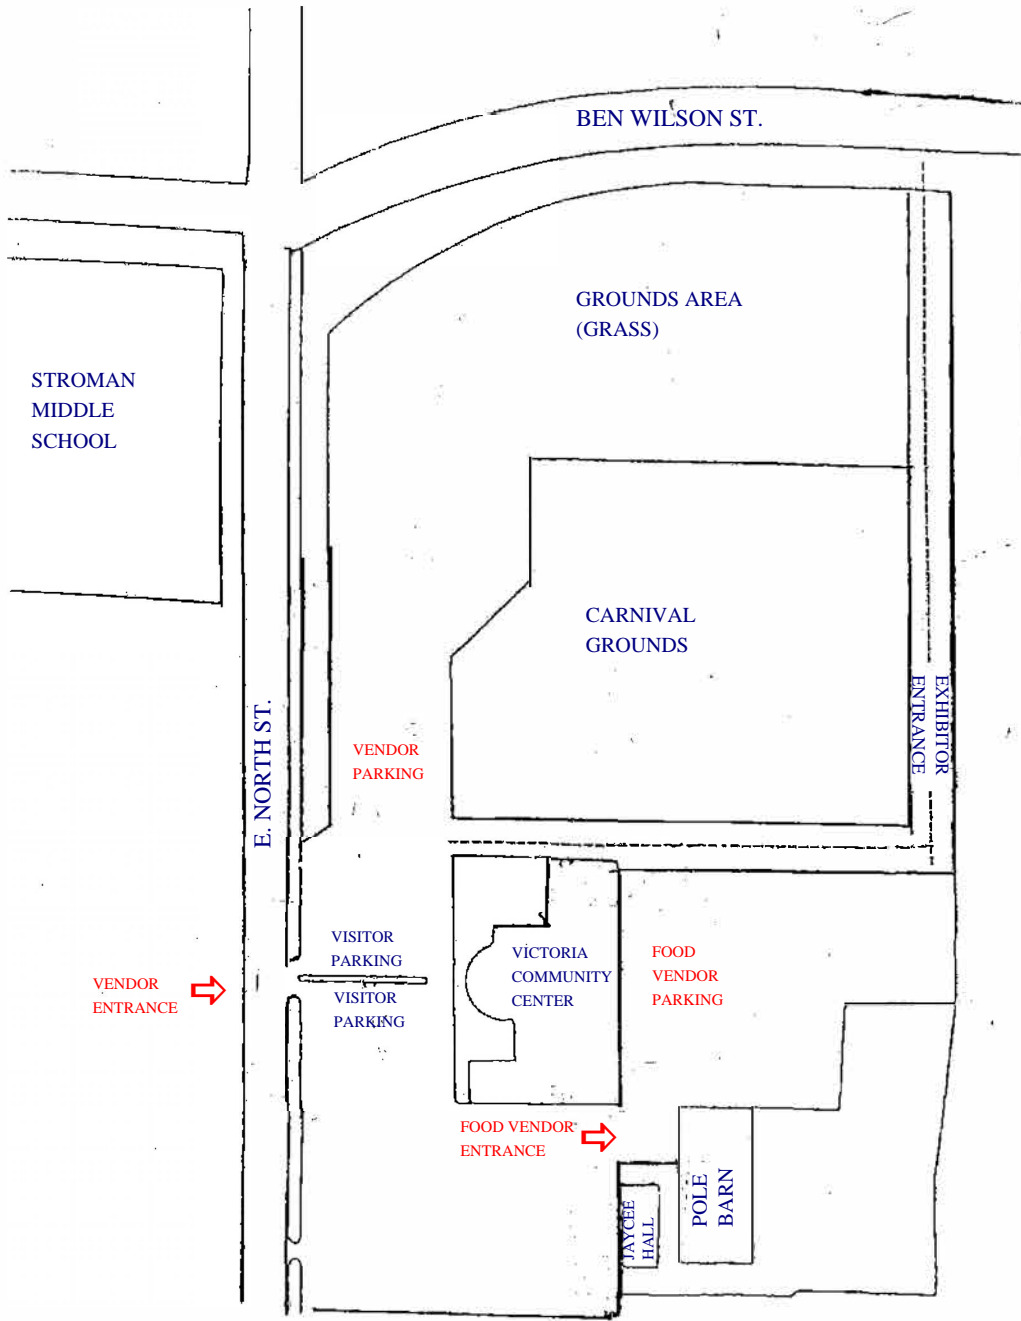 BEN WILSON ST.
GROUNDS AREA
(GRASS)
STROMAN
MIDDLE
SCHOOL
CARNIVAL
GROUNDS
EXHIBITOR
ENTRANCE
E. NORTH ST.
VENDOR
PARKING
VISITOR
PARKING
VISITOR
PARKING
VICTORIA
COMMUNITY
CENTER
FOOD
VENDOR
PARKING
VENDOR
ENTRANCE
FOOD VENDOR
ENTRANCE
JAYCEE
HALL
POLE
BARN